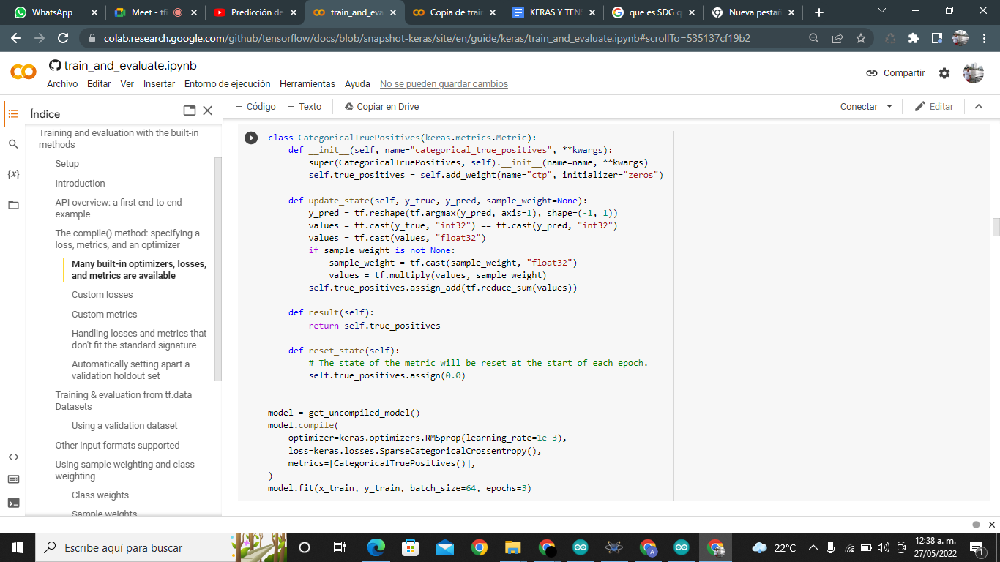 WhatsApp
Meet - tfi
Predicción de
train_and_eva
Copia de train
KERAS Y TENS
que es SDG q
Nueva pestañ
colab.research.google.com/github/tensorflow/docs/blob/snapshot-keras/site/en/guide/keras/train_and_evaluate.ipynb#scrollTo=535137cf19b2
train_and_evaluate.ipynb
Archivo Editar Ver Insertar Entorno de ejecución Herramientas Ayuda No se pueden guardar cambios
Compartir
Índice
+ Código + Texto Copiar en Drive
Conectar
Editar
Training and evaluation with the built-in
methods
Setup
Introduction
API overview: a first end-to-end
example
The compile() method: specifying a
loss, metrics, and an optimizer
Many built-in optimizers, losses,
and metrics are available
Custom losses
Custom metrics
Handling losses and metrics that
don't fit the standard signature
Automatically setting apart a
validation holdout set
Training & evaluation from tf.data
Datasets
Using a validation dataset
Other input formats supported
Using sample weighting and class
weighting
Class weights
Sample weights
{x}
class CategoricalTruePositives(keras.metrics.Metric):
def __init__(self, name="categorical_true_positives", **kwargs):
super(CategoricalTruePositives, self).__init__(name=name, **kwargs)
self.true_positives = self.add_weight(name="ctp", initializer="zeros")
def update_state(self, y_true, y_pred, sample_weight=None):
y_pred = tf.reshape(tf.argmax(y_pred, axis=1), shape=(-1, 1))
values = tf.cast(y_true, "int32") == tf.cast(y_pred, "int32")
values = tf.cast(values, "float32")
if sample_weight is not None:
sample_weight = tf.cast(sample_weight, "float32")
values = tf.multiply(values, sample_weight)
self.true_positives.assign_add(tf.reduce_sum(values))
def result(self):
return self.true_positives
def reset_state(self):
# The state of the metric will be reset at the start of each epoch.
self.true_positives.assign(0.0)
model = get_uncompiled_model()
model.compile(
optimizer=keras.optimizers.RMSprop(learning_rate=1e-3),
loss=keras.losses.SparseCategoricalCrossentropy(),
metrics=[CategoricalTruePositives()],
)
model.fit(x_train, y_train, batch_size=64, epochs=3)
Escribe aquí para buscar
22°C
12:38 a. m.
27/05/2022
1